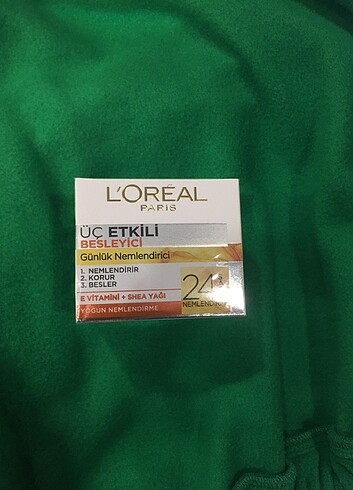 L'ORÉAL
PARIS
ÜÇ ETKİLİ
BESLEYİCİ
Günlük Nemlendirici
1. NEMLENDİRİR
2. KORUR
3. BESLER
24
NEMLENDİRME
E VİTAMİNİ + SHEA YAĞI
YOĞUN NEMLENDİRME